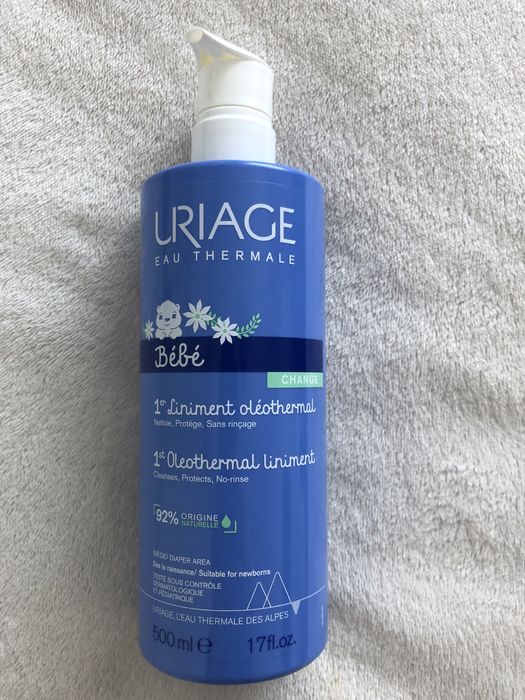 URIAGE
EAU THERMALE
Bébé
CHANGE
1er Liniment oléothermal
Nettoie, Protège, Sans rinçage
1st Oleothermal liniment
Cleanses, Protects, No-rinse
92% ORIGINE
NATURELLE
SIÈGE/ DIAPER AREA
Dès la naissance/ Suitable for newborns
TESTÉ SOUS CONTRÔLE
DERMATOLOGIQUE
ET PÉDIATRIQUE
URIAGE, L'EAU THERMALE DES ALPES
500 ml e 17fl.oz.